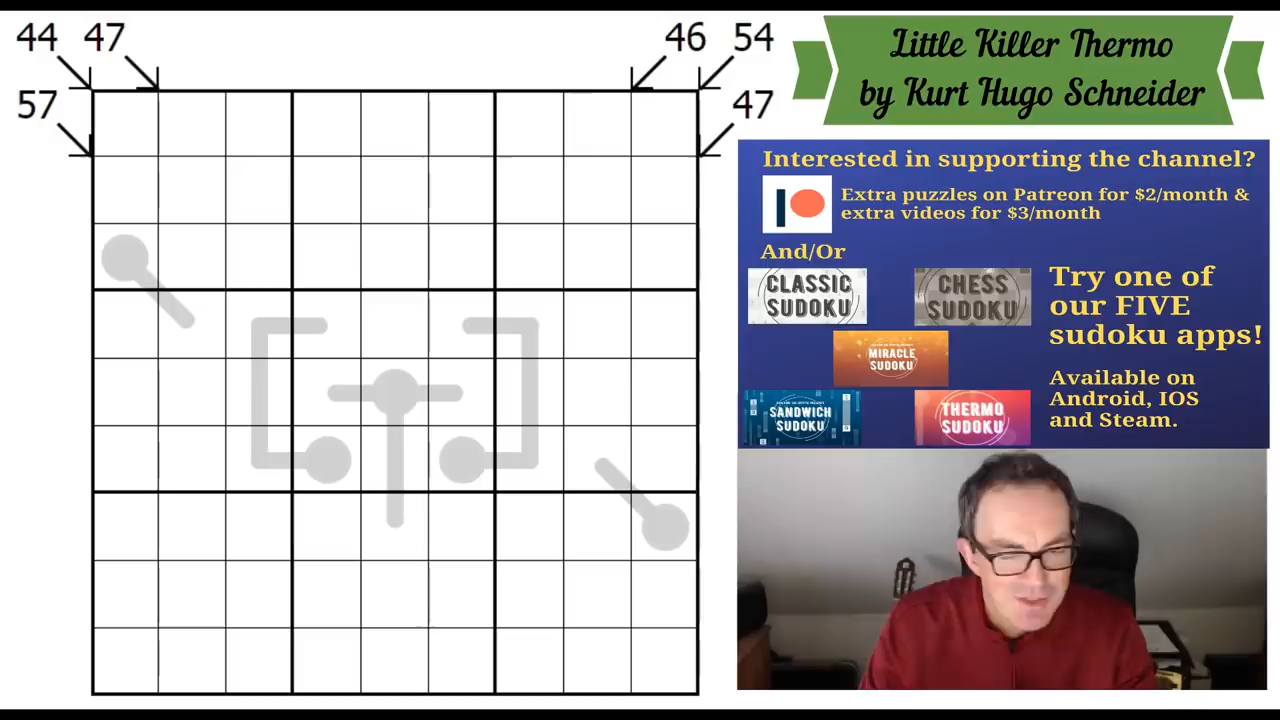 44 47
46 54
57
47
Little Killer Thermo
by Kurt Hugo Schneider
Interested in supporting the channel?
Extra puzzles on Patreon for $2/month &
extra videos for $3/month
And/Or
CLASSIC
SUDOKU
CHESS
SUDOKU
MIRACLE
SUDOKU
SANDWICH
SUDOKU
THERMO
SUDOKU
Try one of
our FIVE
sudoku apps!
Available on
Android, IOS
and Steam.